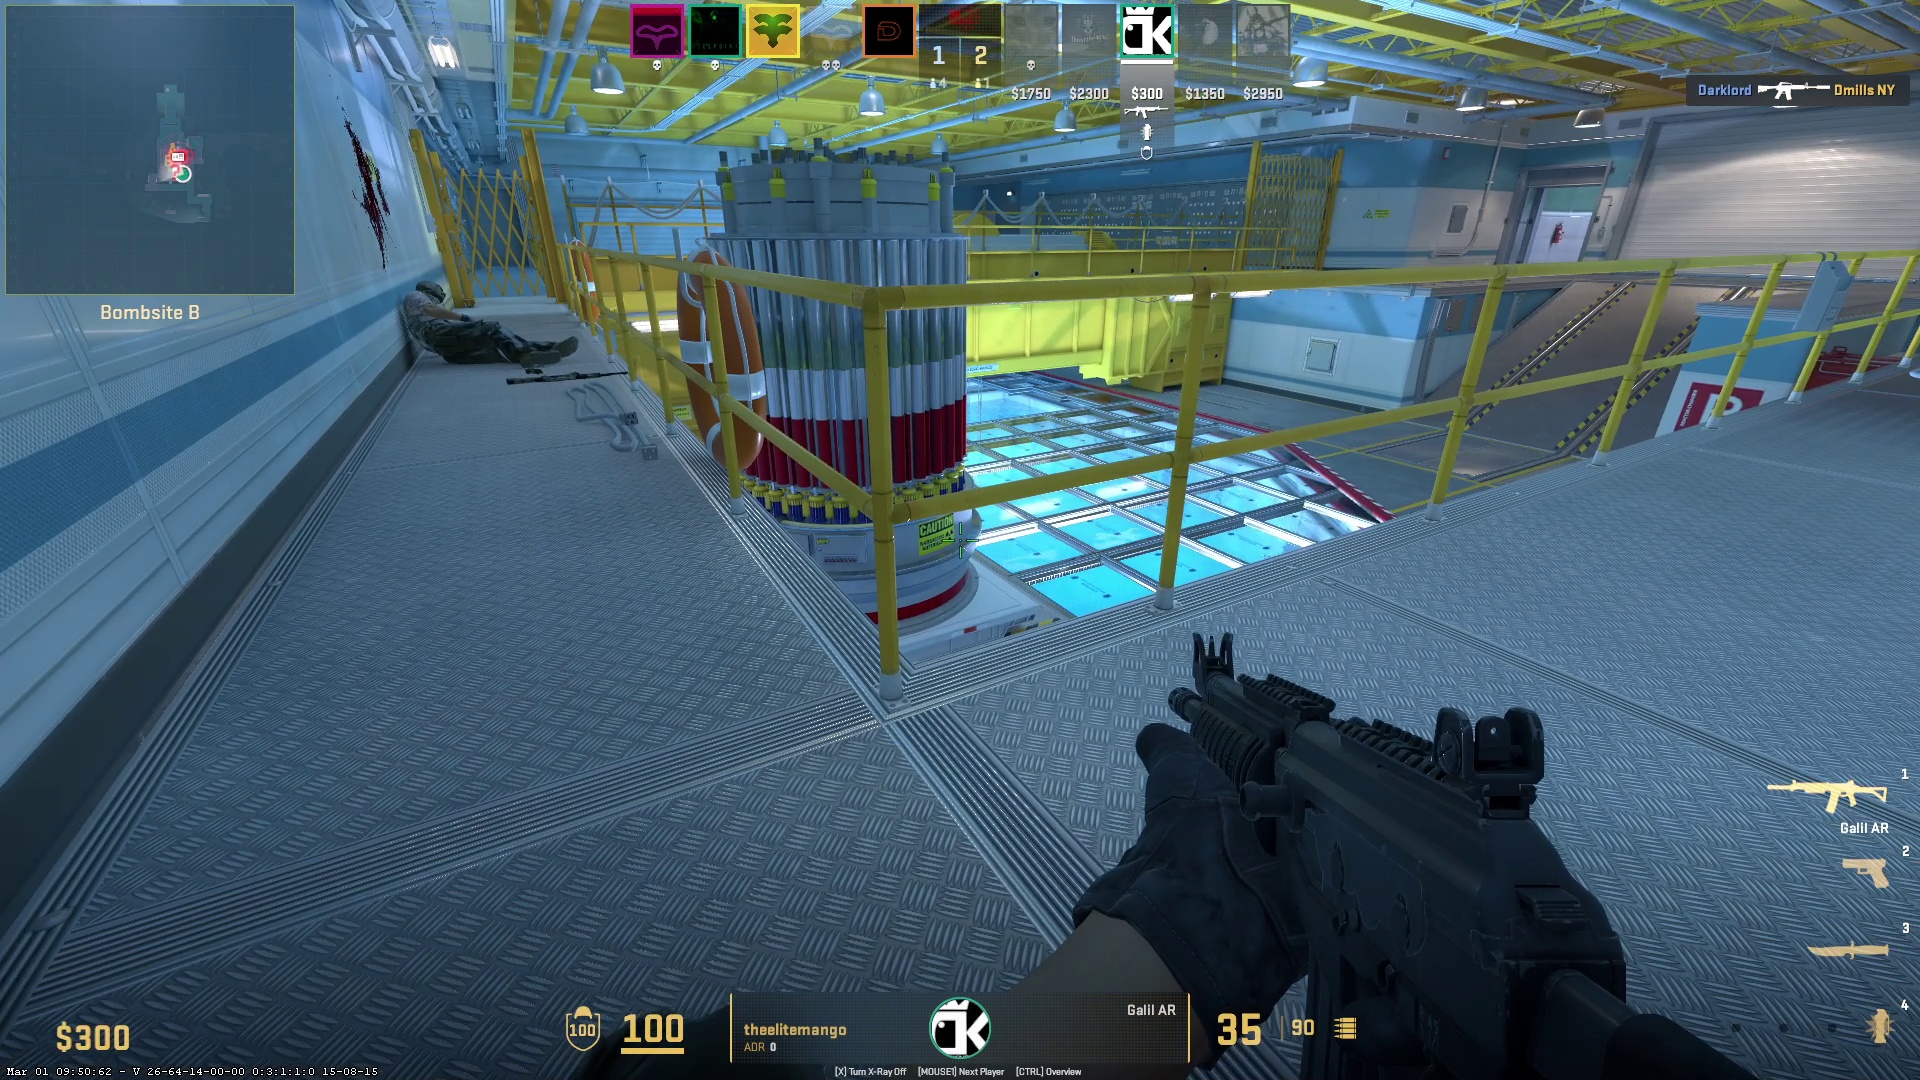 1
2
4
1
$1750
$2300
$300
$1350
$2950
Darklord
Dmills NY
Bombsite B
CAUTION
1
Galil AR
2
3
4
$300
100
100
theelitemango
ADR 0
Galil AR
35
90
[X] Turn X-Ray Off [MOUSE1] Next Player [CTRL] Overview
Mar 01 09:50:62 - V 26-64-14-00-00 0:3:1:1:0 15-08-15